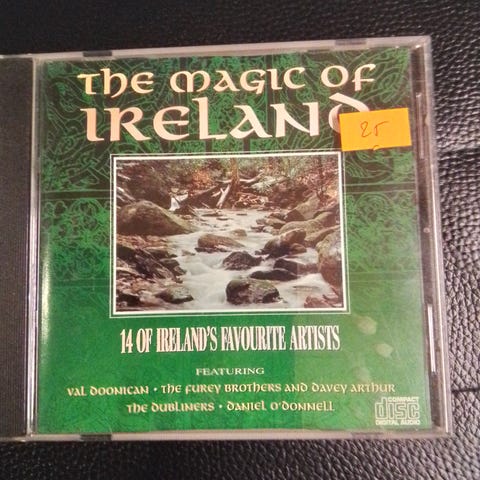 THE MAGIC OF
IRELAND
25
14 OF IRELAND'S FAVOURITE ARTISTS
FEATURING
VAL DOONICAN • THE FUREY BROTHERS AND DAVEY ARTHUR
THE DUBLINERS • DANIEL O'DONNELL
COMPACT
disc
DIGITAL AUDIO